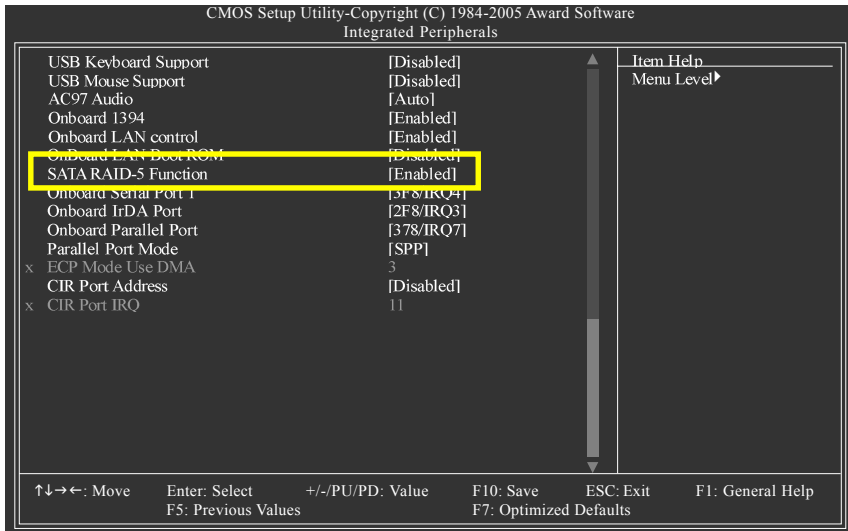 CMOS Setup Utility-Copyright (C) 1984-2005 Award Software
Integrated Peripherals
USB Keyboard Support [Disabled]
USB Mouse Support [Disabled]
AC97 Audio [Auto]
Onboard 1394 [Enabled]
Onboard LAN control [Enabled]
OnBoard LAN Boot ROM [Disabled]
SATA RAID-5 Function [Enabled]
Onboard Serial Port 1 [3F8/IRQ4]
Onboard IrDA Port [2F8/IRQ3]
Onboard Parallel Port [378/IRQ7]
Parallel Port Mode [SPP]
x ECP Mode Use DMA 3
CIR Port Address [Disabled]
x CIR Port IRQ 11
Item Help
Menu Level▶
↑↓→←: Move Enter: Select +/-/PU/PD: Value F10: Save ESC: Exit F1: General Help
F5: Previous Values F7: Optimized Defaults